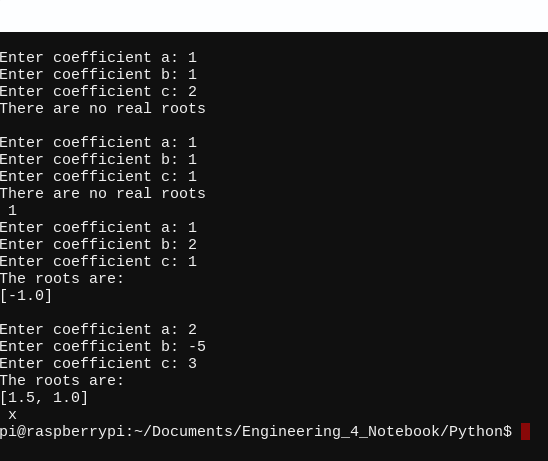 Enter coefficient a: 1
Enter coefficient b: 1
Enter coefficient c: 2
There are no real roots
Enter coefficient a: 1
Enter coefficient b: 1
Enter coefficient c: 1
There are no real roots
1
Enter coefficient a: 1
Enter coefficient b: 2
Enter coefficient c: 1
The roots are:
[-1.0]
Enter coefficient a: 2
Enter coefficient b: -5
Enter coefficient c: 3
The roots are:
[1.5, 1.0]
x
pi@raspberrypi:~/Documents/Engineering_4_Notebook/Python$